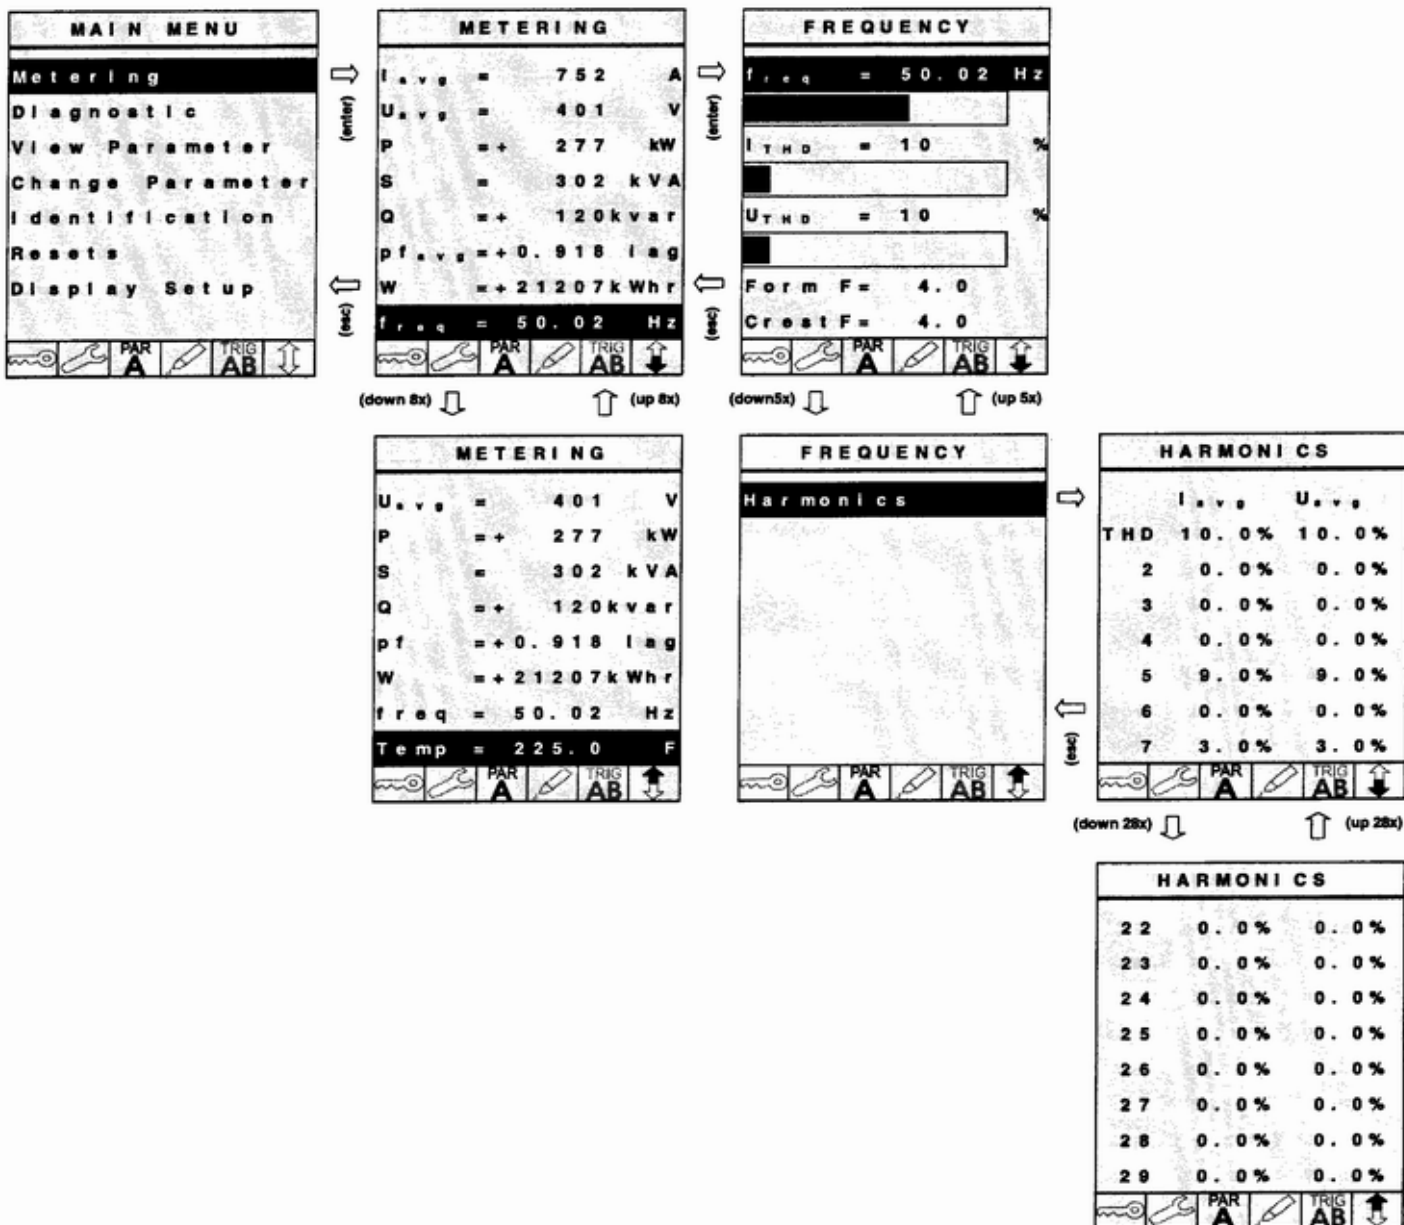 MAIN MENU
Metering
Diagnostic
View Parameter
Change Parameter
Identification
Resets
Display Setup
PAR A TRIG AB
(enter)
(esc)
METERING
Iavg = 752 A
Uavg = 401 V
P =+ 277 kW
S = 302 kVA
Q =+ 120kvar
pfavg=+0.918 lag
W =+21207kWhr
freq = 50.02 Hz
PAR A TRIG AB
(enter)
(esc)
FREQUENCY
freq = 50.02 Hz
ITHD = 10 %
UTHD = 10 %
Form F= 4.0
Crest F= 4.0
PAR A TRIG AB
(down 8x) (up 8x)
(down5x) (up 5x)
METERING
Uavg = 401 V
P =+ 277 kW
S = 302 kVA
Q =+ 120kvar
pf =+0.918 lag
W =+21207kWhr
freq = 50.02 Hz
Temp = 225.0 F
PAR A TRIG AB
FREQUENCY
Harmonics
PAR A TRIG AB
(esc)
HARMONICS
Iavg Uavg
THD 10.0% 10.0%
2 0.0% 0.0%
3 0.0% 0.0%
4 0.0% 0.0%
5 9.0% 9.0%
6 0.0% 0.0%
7 3.0% 3.0%
PAR A TRIG AB
(down 28x) (up 28x)
HARMONICS
22 0.0% 0.0%
23 0.0% 0.0%
24 0.0% 0.0%
25 0.0% 0.0%
26 0.0% 0.0%
27 0.0% 0.0%
28 0.0% 0.0%
29 0.0% 0.0%
PAR A TRIG AB